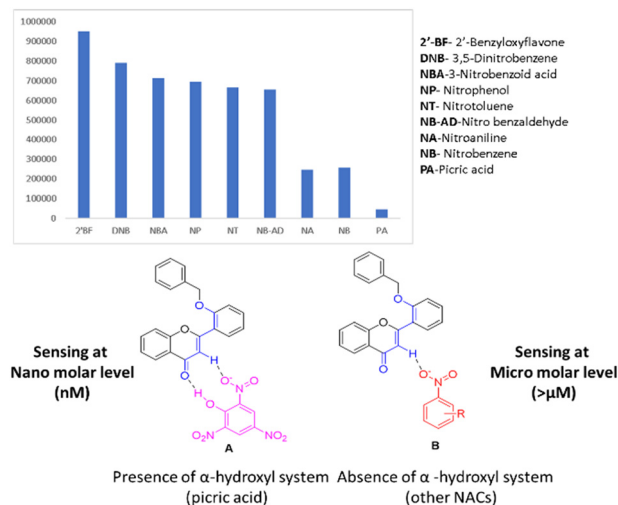 1000000
900000
800000
700000
600000
500000
400000
300000
200000
100000
0
2'BF DNB NBA NP NT NB-AD NA NB PA
2'-BF- 2'-Benzyloxyflavone
DNB- 3,5-Dinitrobenzene
NBA-3-Nitrobenzoid acid
NP- Nitrophenol
NT- Nitrotoluene
NB-AD-Nitro benzaldehyde
NA-Nitroaniline
NB- Nitrobenzene
PA-Picric acid
O
O
O
H
O⁻
N⁺
O
H
O
NO₂
O₂N
A
O
O
O
H
O⁻
N⁺
O
R
B
Sensing at
Nano molar level
(nM)
Sensing at
Micro molar level
(>μM)
Presence of α-hydroxyl system
(picric acid)
Absence of α -hydroxyl system
(other NACs)